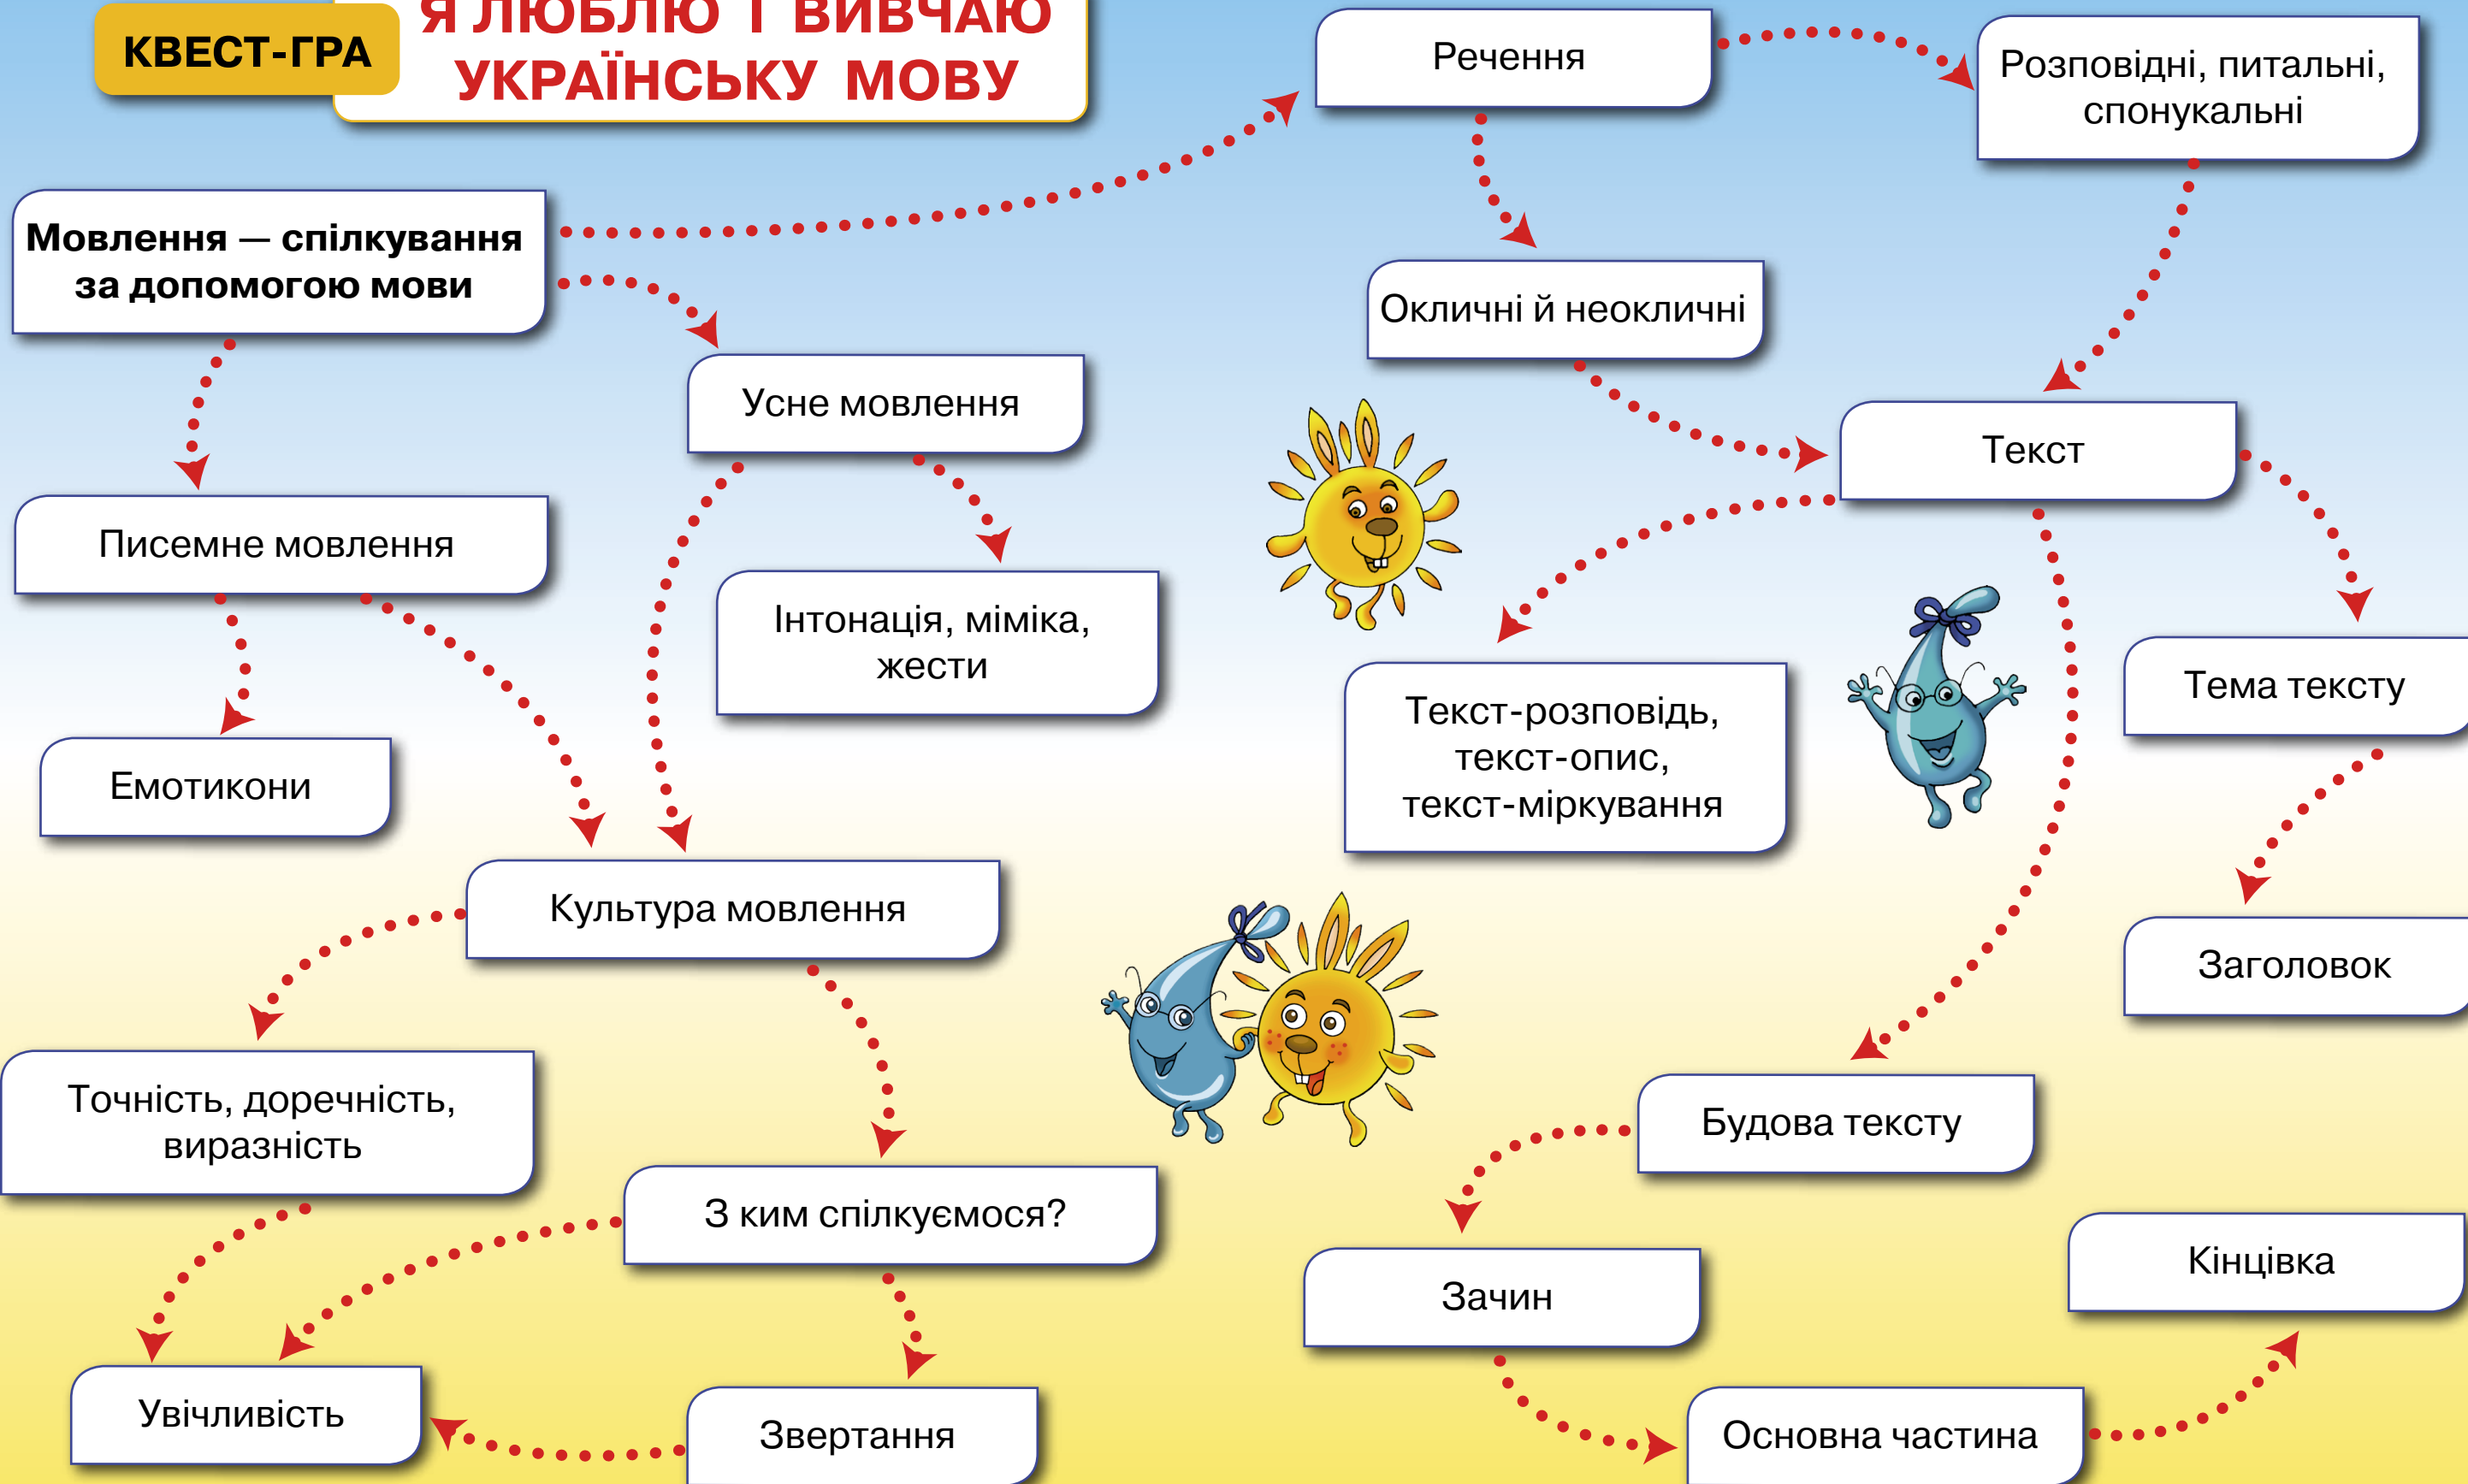 КВЕСТ-ГРА
Я ЛЮБЛЮ І ВИВЧАЮ
УКРАЇНСЬКУ МОВУ
Речення
Розповідні, питальні,
спонукальні
Мовлення — спілкування
за допомогою мови
Окличні й неокличні
Усне мовлення
Текст
Писемне мовлення
Інтонація, міміка,
жести
Текст-розповідь,
текст-опис,
текст-міркування
Тема тексту
Емотикони
Культура мовлення
Заголовок
Точність, доречність,
виразність
Будова тексту
З ким спілкуємося?
Кінцівка
Зачин
Увічливість
Звертання
Основна частина